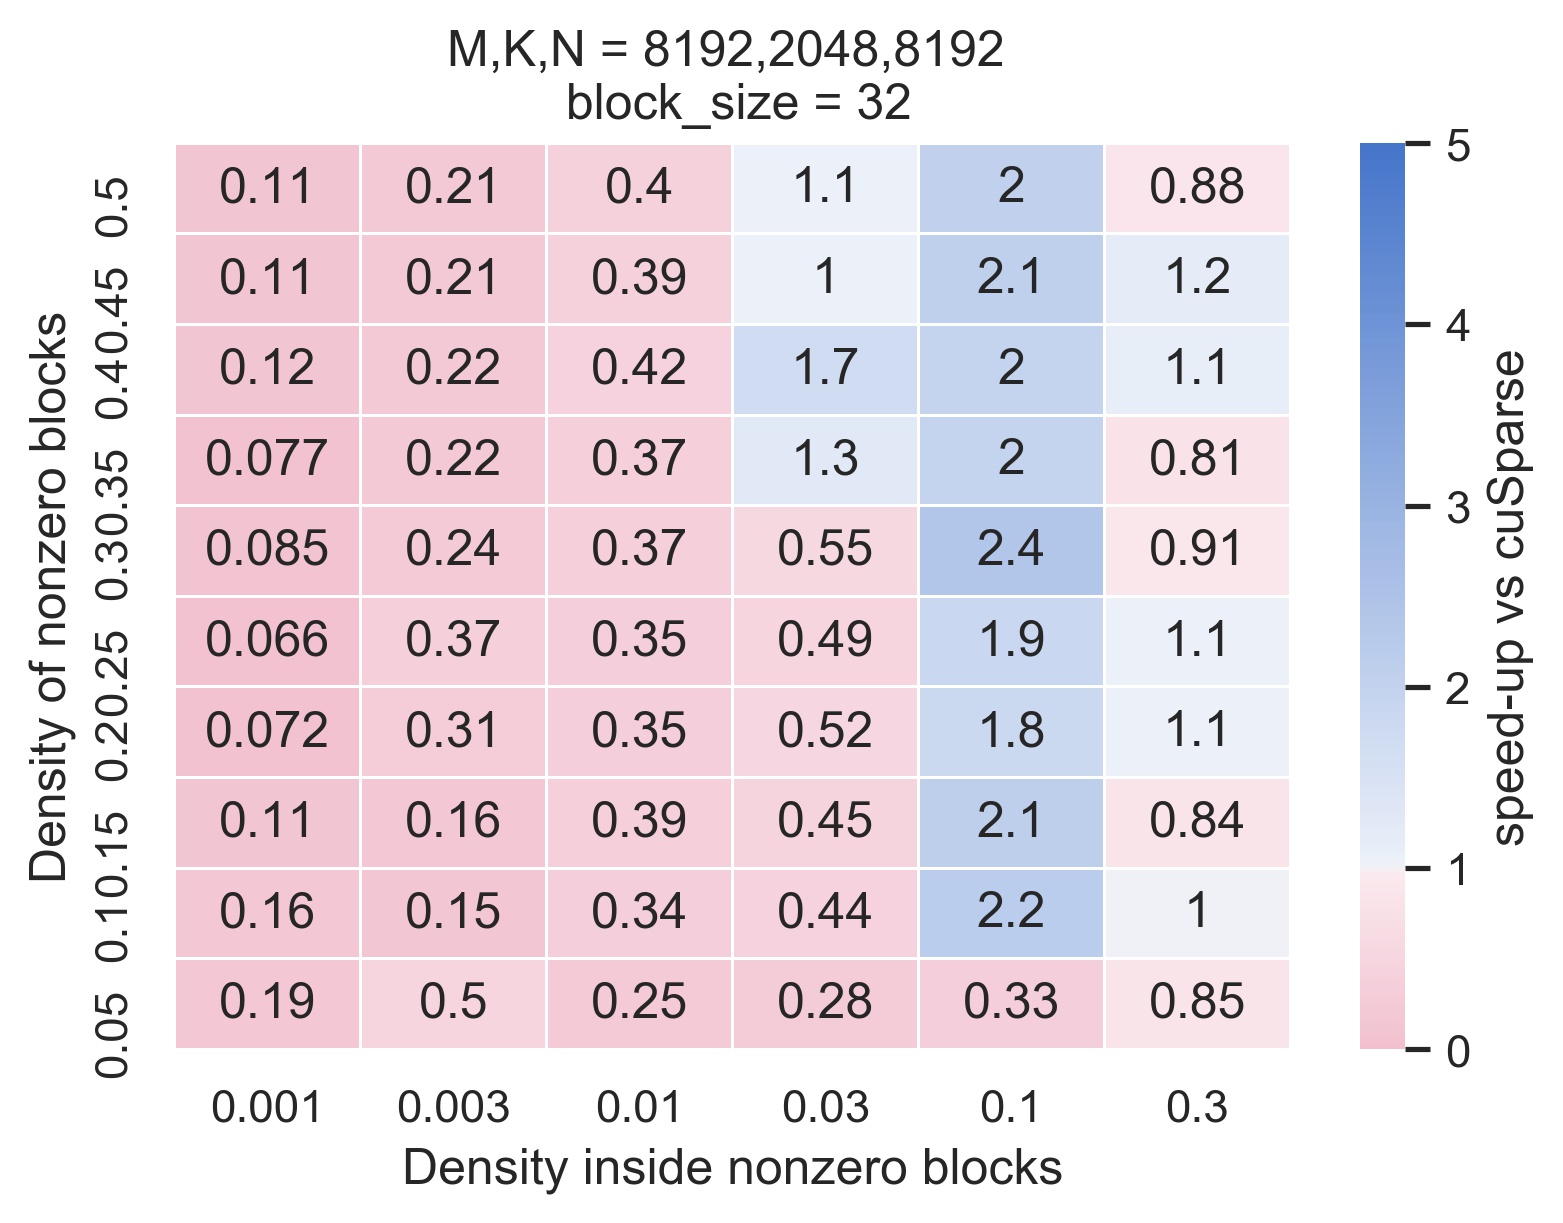 M,K,N = 8192,2048,8192
block_size = 32
0.5 0.11 0.21 0.4 1.1 2 0.88
0.45 0.11 0.21 0.39 1 2.1 1.2
0.4 0.12 0.22 0.42 1.7 2 1.1
0.35 0.077 0.22 0.37 1.3 2 0.81
0.3 0.085 0.24 0.37 0.55 2.4 0.91
0.25 0.066 0.37 0.35 0.49 1.9 1.1
0.2 0.072 0.31 0.35 0.52 1.8 1.1
0.15 0.11 0.16 0.39 0.45 2.1 0.84
0.1 0.16 0.15 0.34 0.44 2.2 1
0.05 0.19 0.5 0.25 0.28 0.33 0.85
0.001 0.003 0.01 0.03 0.1 0.3
Density inside nonzero blocks
Density of nonzero blocks
5
4
3
2
1
0
speed-up vs cuSparse